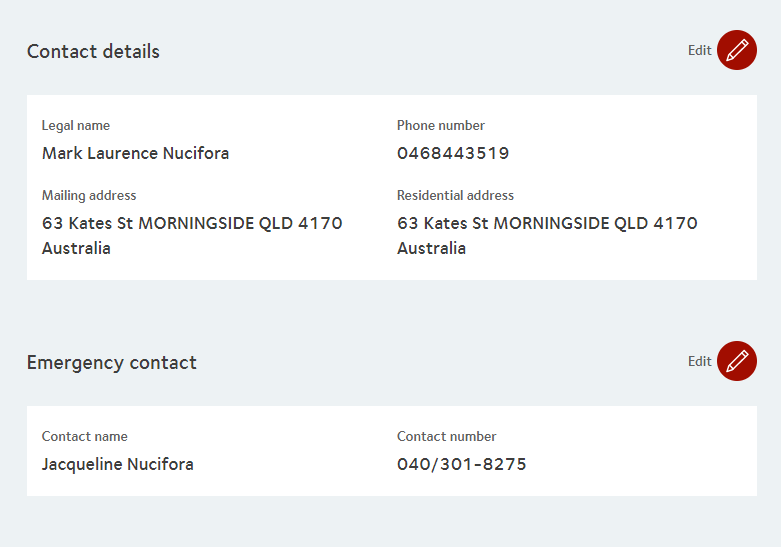 Contact details
Edit
Legal name
Phone number
Mark Laurence Nucifora
0468443519
Mailing address
Residential address
63 Kates St MORNINGSIDE QLD 4170
Australia
63 Kates St MORNINGSIDE QLD 4170
Australia
Emergency contact
Edit
Contact name
Contact number
Jacqueline Nucifora
040/301-8275